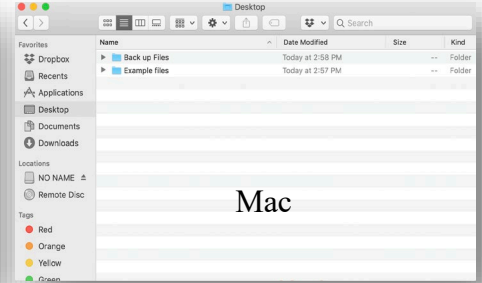 Desktop
Search
Favorites
Dropbox
Recents
Applications
Desktop
Documents
Downloads
Locations
NO NAME
Remote Disc
Tags
Red
Orange
Yellow
Green
Name Date Modified Size Kind
Back up Files Today at 2:58 PM -- Folder
Example files Today at 2:57 PM -- Folder
Mac